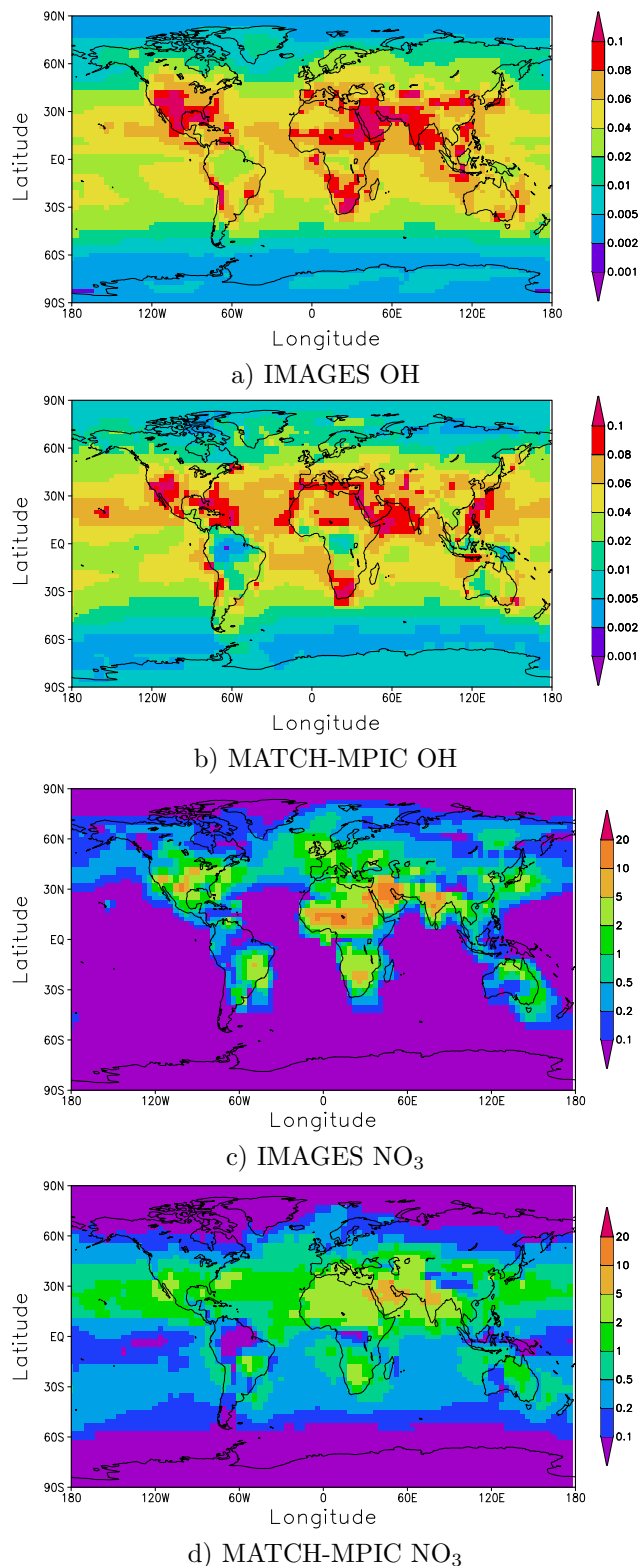 90N
60N
30N
EQ
30S
60S
90S
180 120W 60W 0 60E 120E 180
Latitude
Longitude
0.1
0.08
0.06
0.04
0.02
0.01
0.005
0.002
0.001
a) IMAGES OH
90N
60N
30N
EQ
30S
60S
90S
180 120W 60W 0 60E 120E 180
Latitude
Longitude
0.1
0.08
0.06
0.04
0.02
0.01
0.005
0.002
0.001
b) MATCH-MPIC OH
90N
60N
30N
EQ
30S
60S
90S
180 120W 60W 0 60E 120E 180
Latitude
Longitude
20
10
5
2
1
0.5
0.2
0.1
c) IMAGES NO₃
90N
60N
30N
EQ
30S
60S
90S
180 120W 60W 0 60E 120E 180
Latitude
Longitude
20
10
5
2
1
0.5
0.2
0.1
d) MATCH-MPIC NO₃